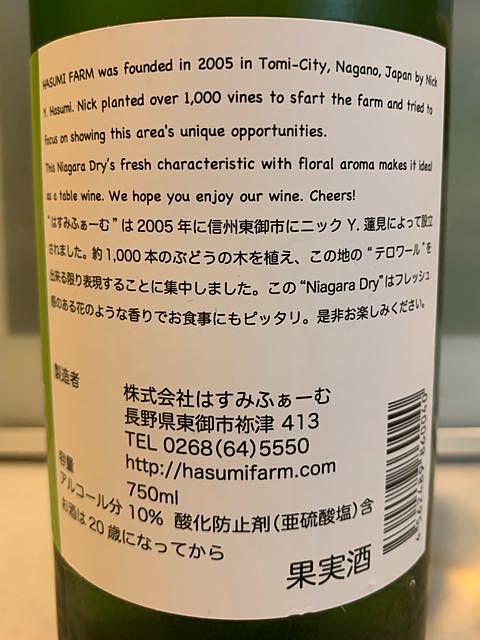 HASUMI FARM was founded in 2005 in Tomi-City, Nagano, Japan by Nick
Y. Hasumi. Nick planted over 1,000 vines to sfart the farm and tried to
focus on showing this area's unique opportunities.
This Niagara Dry's fresh characteristic with floral aroma makes it ideal
as a table wine. We hope you enjoy our wine. Cheers!
“はすみふぁーむ”は2005年に信州東御市にニックY.蓮見によって設立
されました。約1,000本のぶどうの木を植え、この地の“テロワール”を
出来る限り表現することに集中しました。この“Niagara Dry”はフレッシュ
感のある花のような香りでお食事にもピッタリ。是非お楽しみください。
製造者
株式会社はすみふぁーむ
長野県東御市祢津 413
TEL 0268(64)5550
http://hasumifarm.com
容量 750ml
アルコール分 10% 酸化防止剤(亜硫酸塩)含
お酒は20歳になってから
果実酒